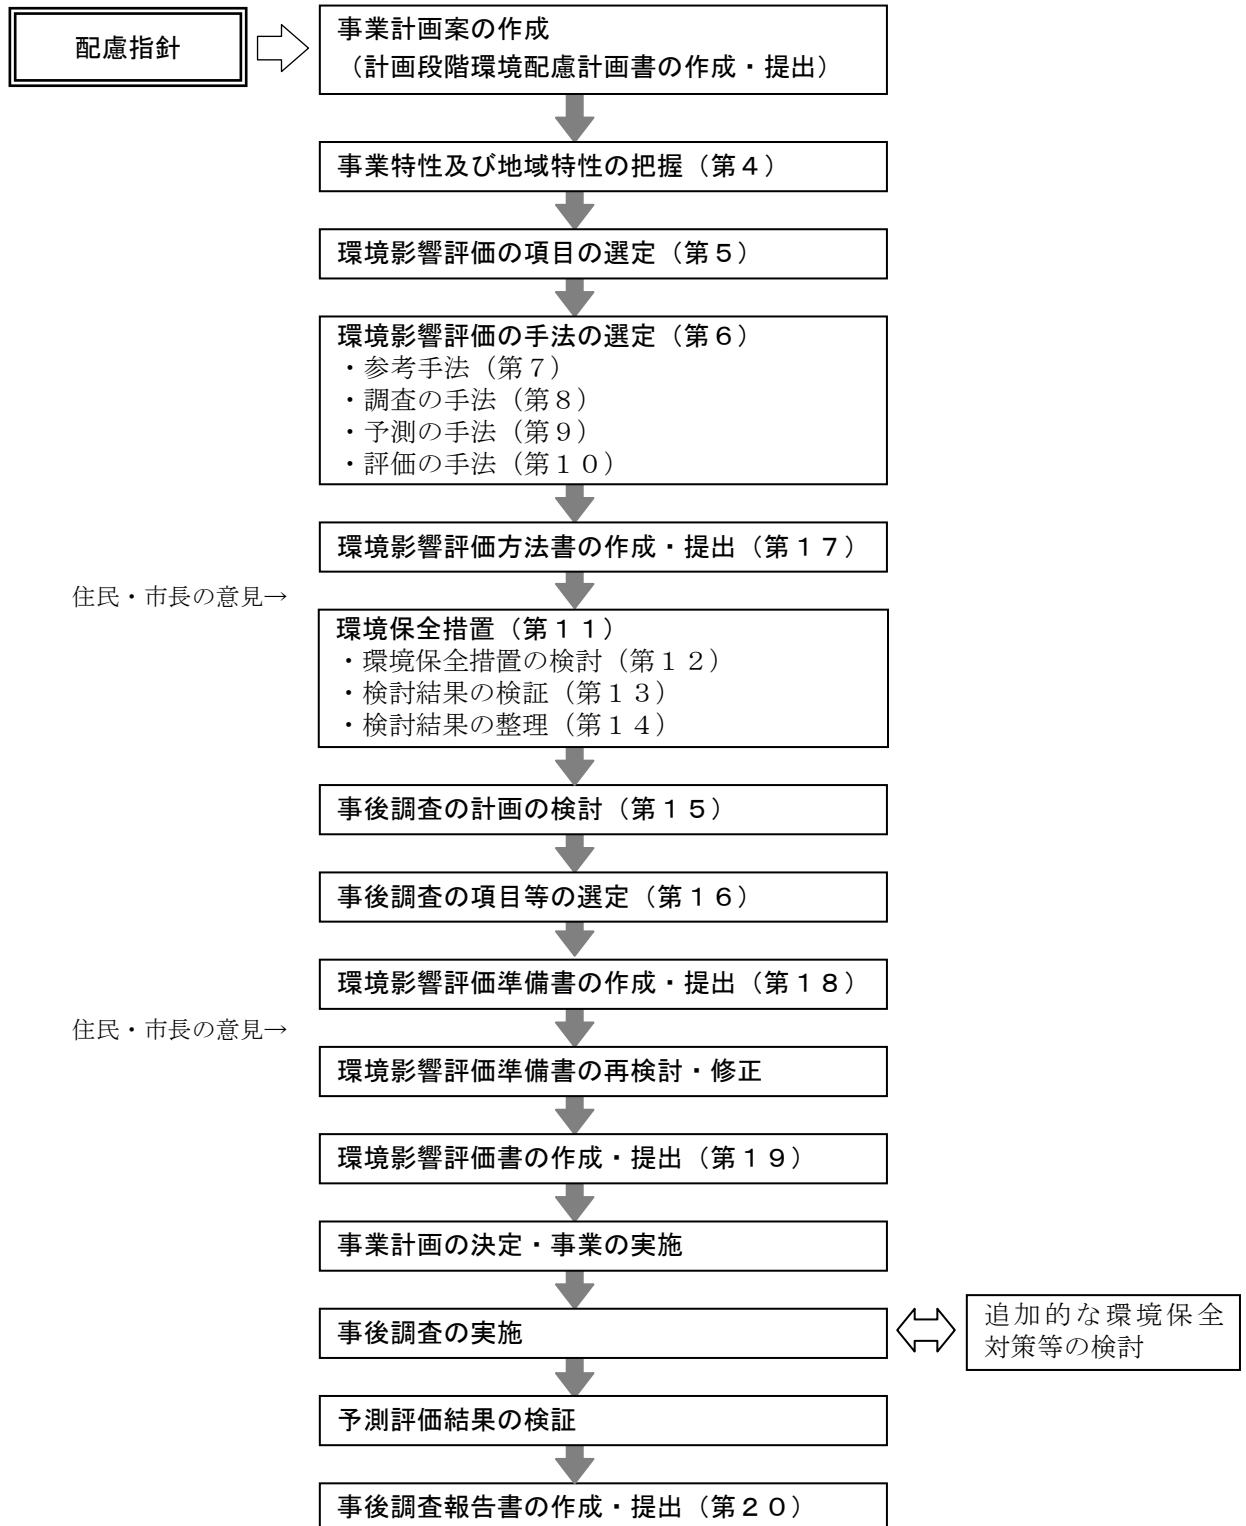 配慮指針
事業計画案の作成
（計画段階環境配慮計画書の作成・提出）
事業特性及び地域特性の把握（第４）
環境影響評価の項目の選定（第５）
環境影響評価の手法の選定（第６）
・参考手法（第７）
・調査の手法（第８）
・予測の手法（第９）
・評価の手法（第１０）
環境影響評価方法書の作成・提出（第１７）
住民・市長の意見→
環境保全措置（第１１）
・環境保全措置の検討（第１２）
・検討結果の検証（第１３）
・検討結果の整理（第１４）
事後調査の計画の検討（第１５）
事後調査の項目等の選定（第１６）
環境影響評価準備書の作成・提出（第１８）
住民・市長の意見→
環境影響評価準備書の再検討・修正
環境影響評価書の作成・提出（第１９）
事業計画の決定・事業の実施
事後調査の実施
追加的な環境保全
対策等の検討
予測評価結果の検証
事後調査報告書の作成・提出（第２０）